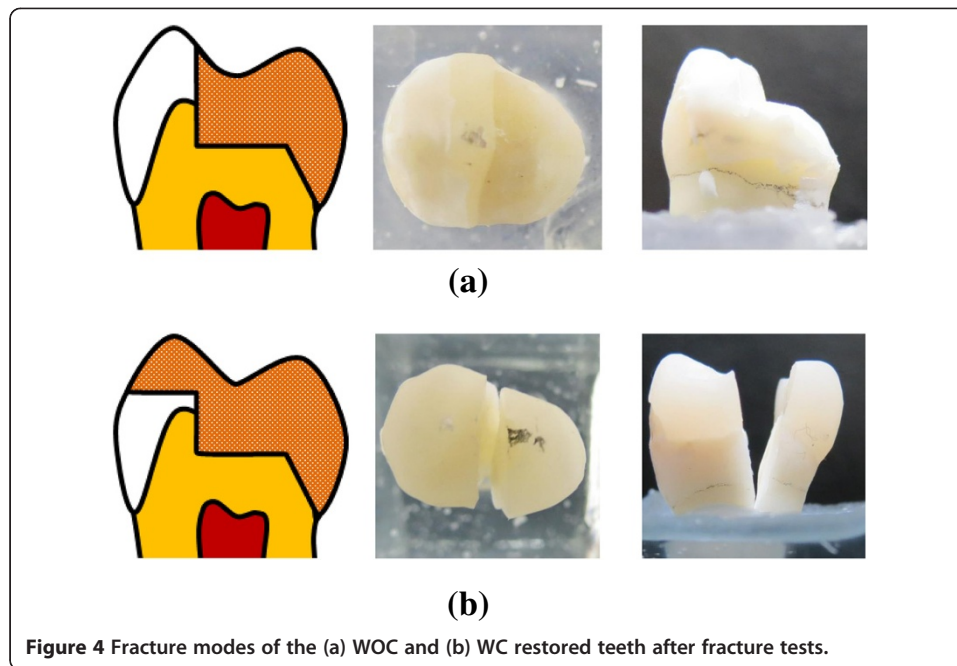 (a)
(b)
Figure 4 Fracture modes of the (a) WOC and (b) WC restored teeth after fracture tests.